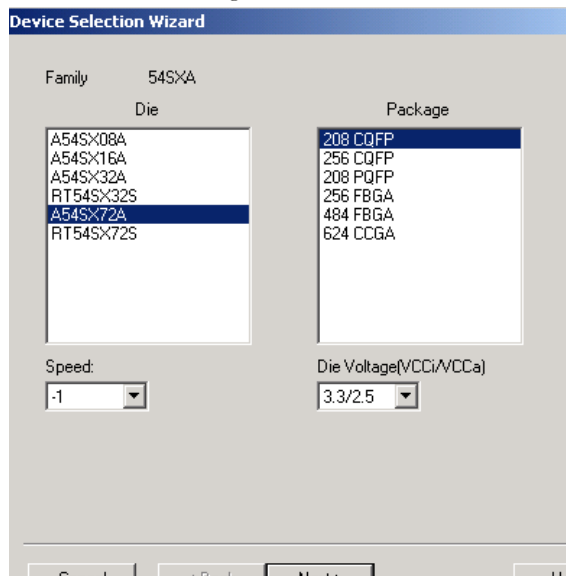 Device Selection Wizard
Family 54SXA
Die
Package
A54SX08A
A54SX16A
A54SX32A
RT54SX32S
A54SX72A
RT54SX72S
208 CQFP
256 CQFP
208 PQFP
256 FBGA
484 FBGA
624 CCGA
Speed:
-1
Die Voltage(VCCi/VCCa)
3.3/2.5